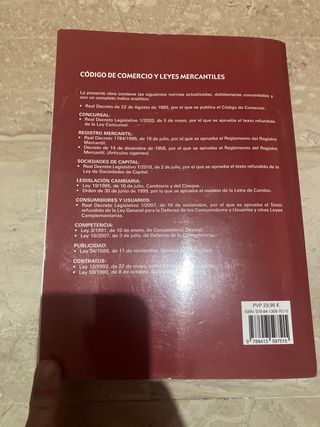 CÓDIGO DE COMERCIO Y LEYES MERCANTILES
La presente obra contiene las siguientes normas actualizadas, debidamente concordadas y
con un completo índice analítico.
• Real Decreto de 22 de Agosto de 1885, por el que se publica el Código de Comercio.
CONCURSAL:
• Real Decreto Legislativo 1/2020, de 5 de mayo, por el que se aprueba el texto refundido
de la Ley Concursal.
REGISTRO MERCANTIL:
• Real Decreto 1784/1996, de 19 de julio, por el que se aprueba el Reglamento del Registro
Mercantil.
• Decreto de 14 de diciembre de 1956, por el que se aprueba el Reglamento del Registro
Mercantil. (Artículos vigentes)
SOCIEDADES DE CAPITAL:
• Real Decreto Legislativo 1/2010, de 2 de julio, por el que se aprueba el texto refundido de la
Ley de Sociedades de Capital.
LEGISLACIÓN CAMBIARIA:
• Ley 19/1985, de 16 de julio, Cambiaria y del Cheque.
• Orden de 30 de junio de 1999, por la que se aprueba el modelo de la Letra de Cambio.
CONSUMIDORES Y USUARIOS:
• Real Decreto Legislativo 1/2007, de 16 de noviembre, por el que se aprueba el Texto
refundido de la Ley General para la Defensa de los Consumidores y Usuarios y otras Leyes
Complementarias.
COMPETENCIA:
• Ley 3/1991, de 10 de enero, de Competencia Desleal.
• Ley 15/2007, de 3 de julio, de Defensa de la Competencia.
PUBLICIDAD:
• Ley 34/1988, de 11 de noviembre, General de
CONTRATOS:
• Ley 12/1992, de 27 de mayo, sobre
• Ley 50/1980, de 8 de octubre,
PVP 29,95 €
ISBN: 978-84-1359-751-5
9 788413 597515